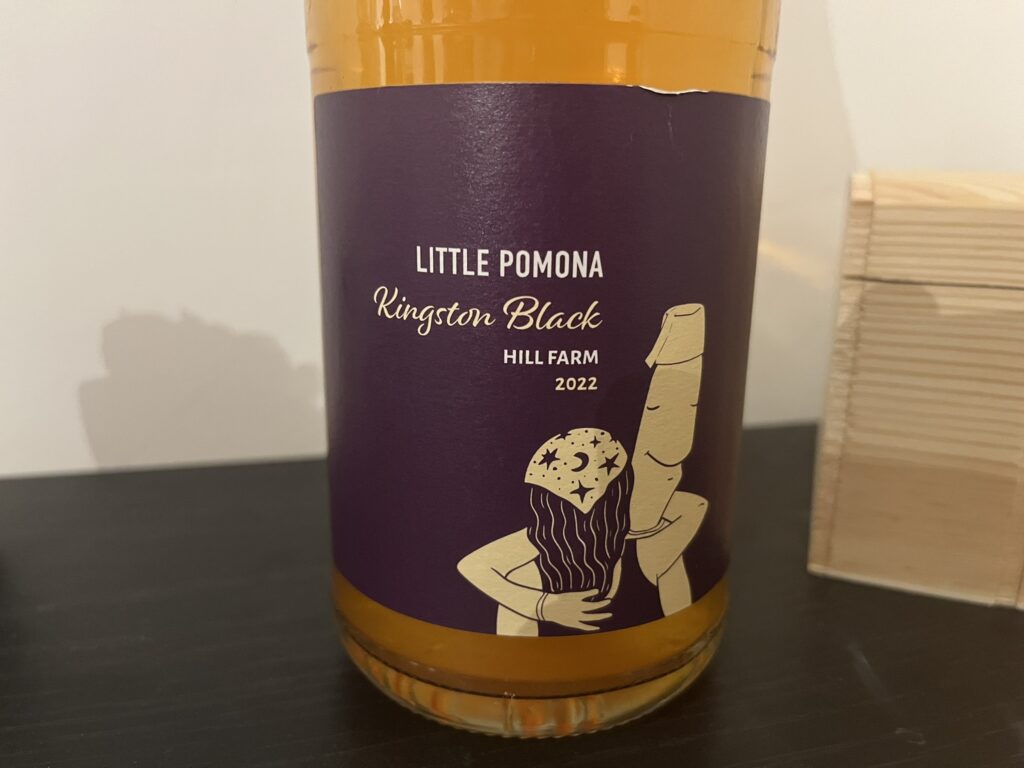 LITTLE POMONA
Kingston Black
HILL FARM
2022